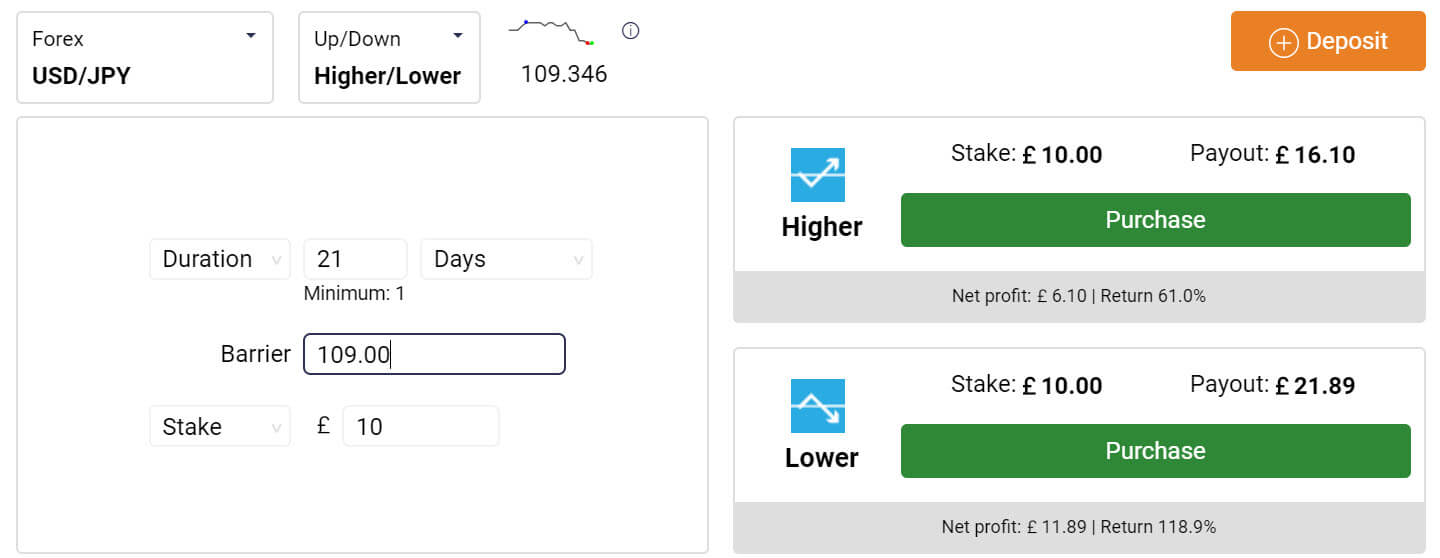 Forex
USD/JPY
Up/Down
Higher/Lower
109.346
Deposit
Duration 21 Days
Minimum: 1
Barrier 109.00
Stake £ 10
Higher
Stake: £ 10.00 Payout: £ 16.10
Purchase
Net profit: £ 6.10 | Return 61.0%
Lower
Stake: £ 10.00 Payout: £ 21.89
Purchase
Net profit: £ 11.89 | Return 118.9%